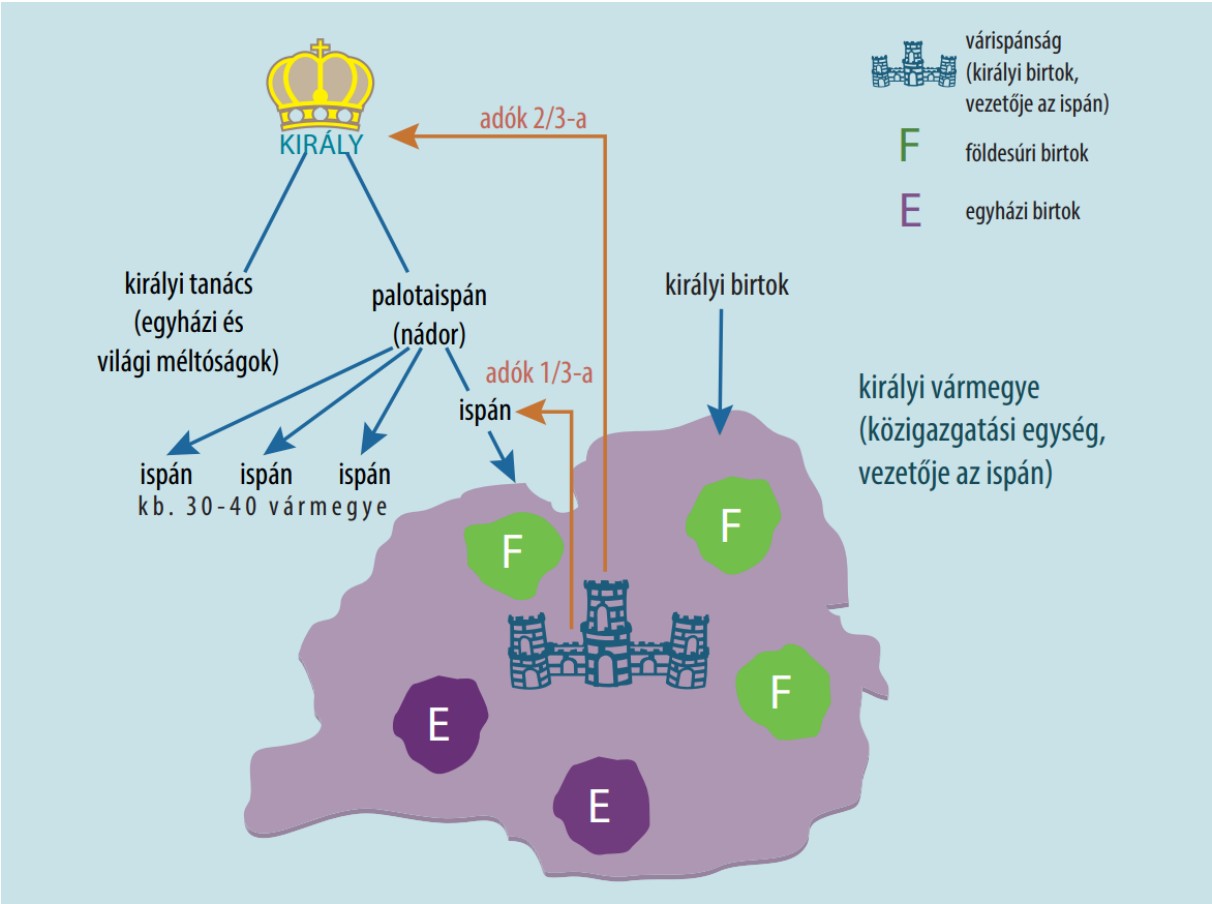 várispánság
(királyi birtok,
vezetője az ispán)
F
földesúri birtok
E
egyházi birtok
KIRÁLY
adók 2/3-a
királyi tanács
(egyházi és
világi méltóságok)
palotaispán
(nádor)
királyi birtok
adók 1/3-a
ispán
ispán
ispán
ispán
kb. 30-40 vármegye
királyi vármegye
(közigazgatási egység,
vezetője az ispán)
F
F
F
E
E